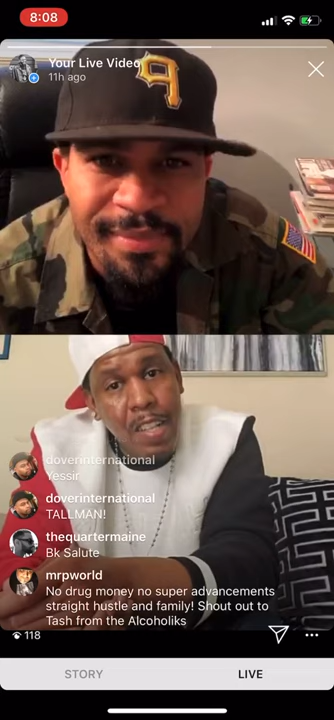 8:08
Your Live Video
11h ago
P
doverinternational
Yessir
doverinternational
TALLMAN!
thequartermaine
Bk Salute
mrpworld
No drug money no super advancements
straight hustle and family! Shout out to
Tash from the Alcoholiks
118
STORY
LIVE